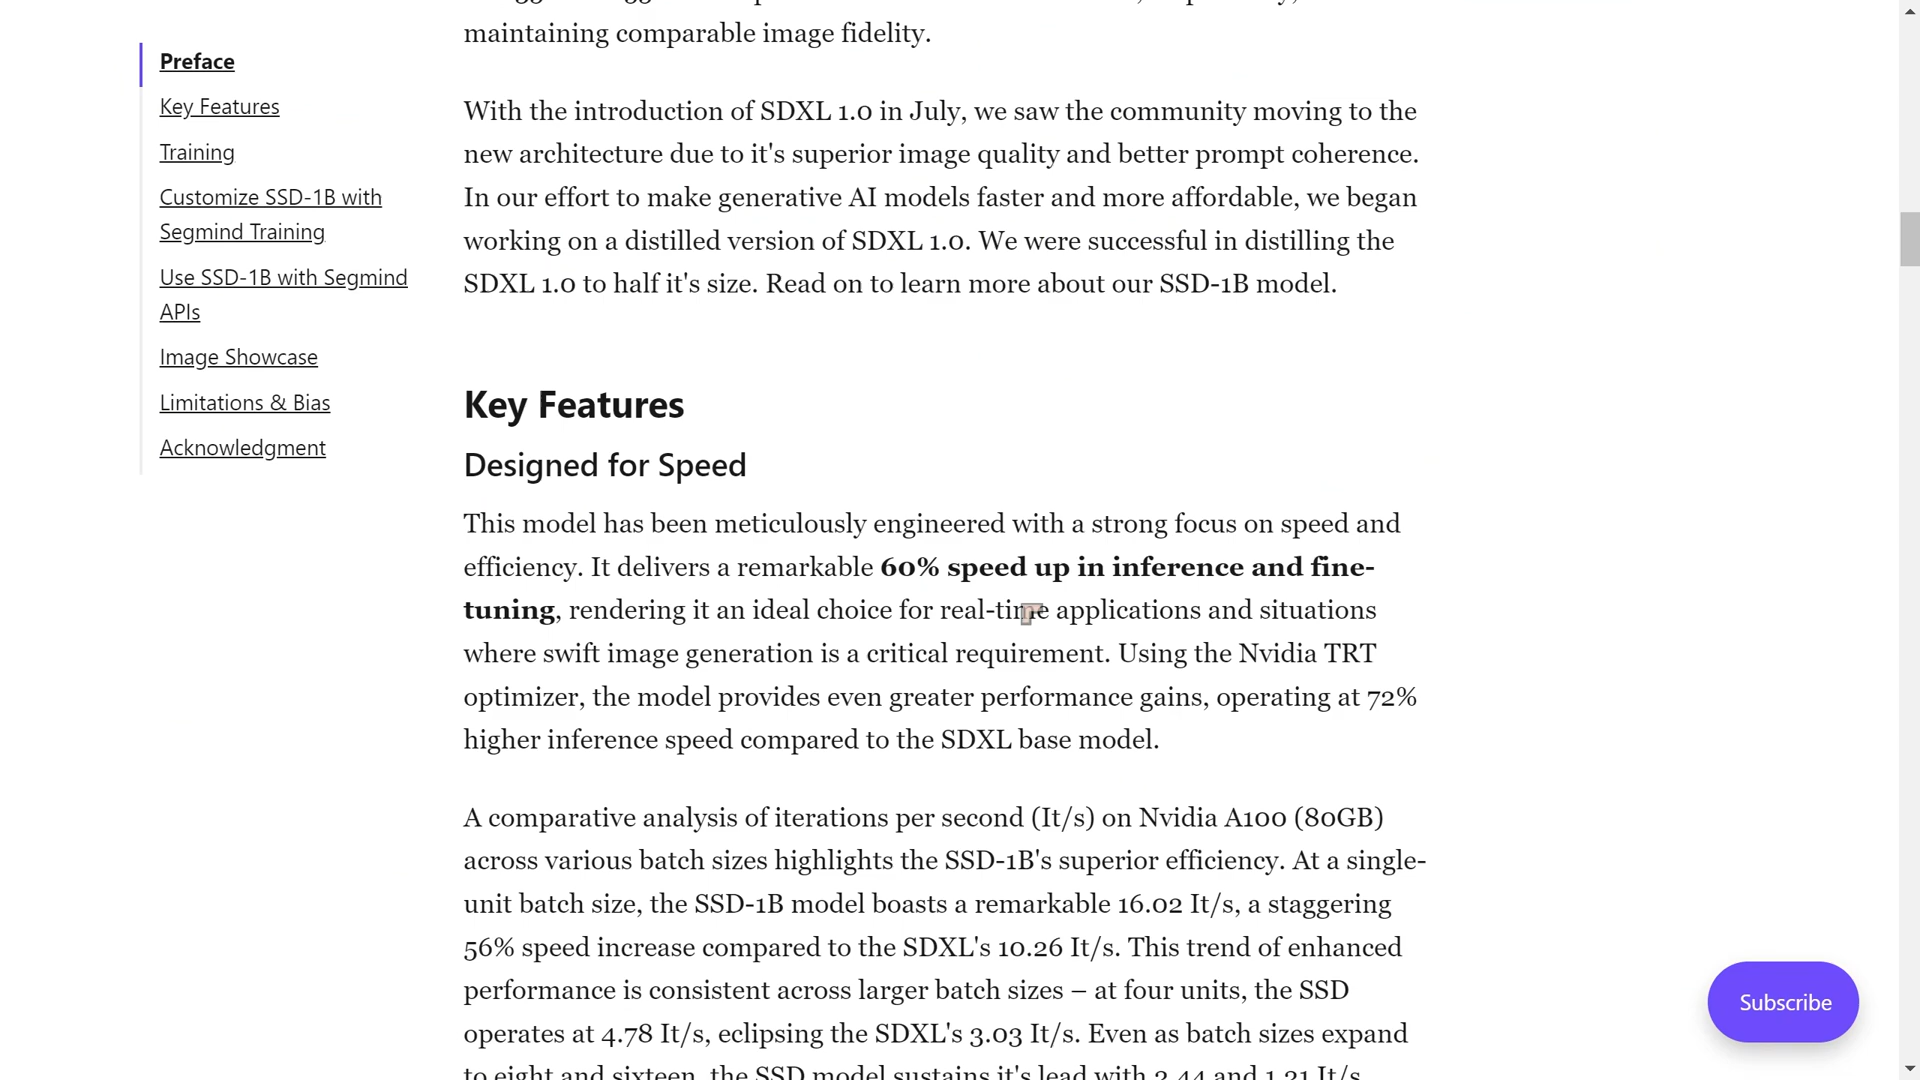 Preface
Key Features
Training
Customize SSD-1B with
Segmind Training
Use SSD-1B with Segmind
APIs
Image Showcase
Limitations & Bias
Acknowledgment
maintaining comparable image fidelity.
With the introduction of SDXL 1.0 in July, we saw the community moving to the
new architecture due to it's superior image quality and better prompt coherence.
In our effort to make generative AI models faster and more affordable, we began
working on a distilled version of SDXL 1.0. We were successful in distilling the
SDXL 1.0 to half it's size. Read on to learn more about our SSD-1B model.
Key Features
Designed for Speed
This model has been meticulously engineered with a strong focus on speed and
efficiency. It delivers a remarkable 60% speed up in inference and fine-
tuning, rendering it an ideal choice for real-time applications and situations
where swift image generation is a critical requirement. Using the Nvidia TRT
optimizer, the model provides even greater performance gains, operating at 72%
higher inference speed compared to the SDXL base model.
A comparative analysis of iterations per second (It/s) on Nvidia A100 (80GB)
across various batch sizes highlights the SSD-1B's superior efficiency. At a single-
unit batch size, the SSD-1B model boasts a remarkable 16.02 It/s, a staggering
56% speed increase compared to the SDXL's 10.26 It/s. This trend of enhanced
performance is consistent across larger batch sizes – at four units, the SSD
operates at 4.78 It/s, eclipsing the SDXL's 3.03 It/s. Even as batch sizes expand
to eight and sixteen, the SSD model sustains it's lead with 2.44 and 1.21 It/s
Subscribe